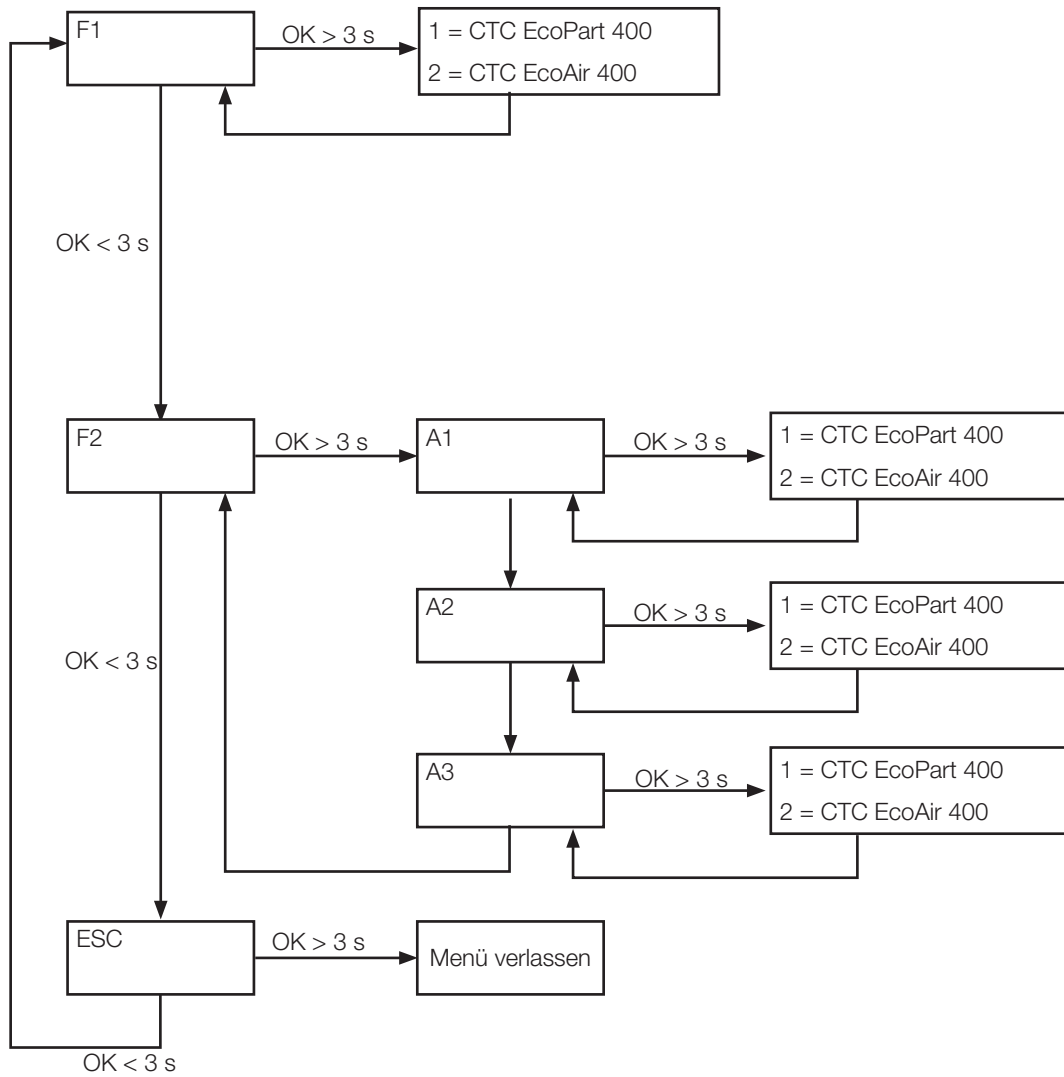 F1
OK > 3 s
1 = CTC EcoPart 400
2 = CTC EcoAir 400
OK < 3 s
F2
OK > 3 s
A1
OK > 3 s
1 = CTC EcoPart 400
2 = CTC EcoAir 400
A2
OK > 3 s
1 = CTC EcoPart 400
2 = CTC EcoAir 400
OK < 3 s
A3
OK > 3 s
1 = CTC EcoPart 400
2 = CTC EcoAir 400
ESC
OK > 3 s
Menü verlassen
OK < 3 s